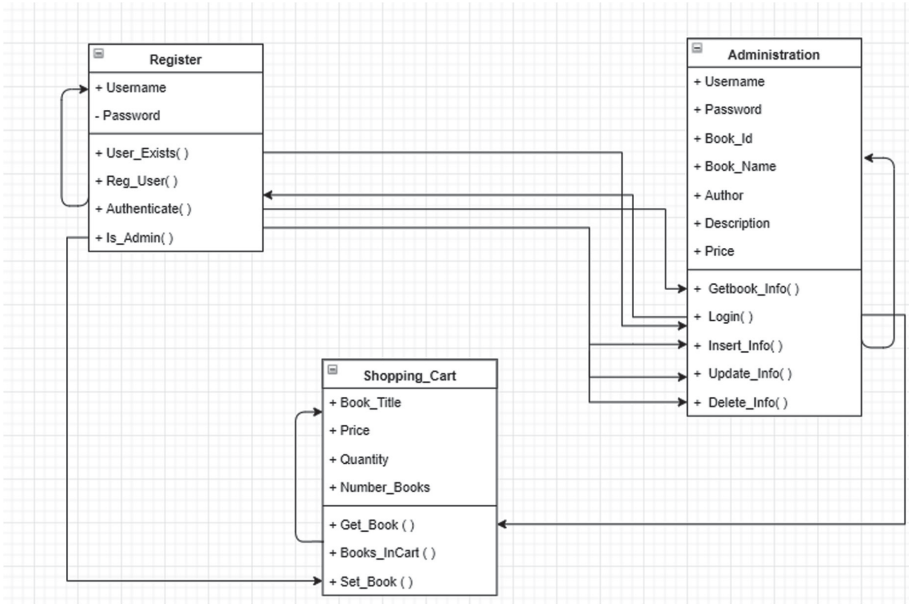 Register
+ Username
- Password
+ User_Exists( )
+ Reg_User( )
+ Authenticate( )
+ Is_Admin( )
Administration
+ Username
+ Password
+ Book_Id
+ Book_Name
+ Author
+ Description
+ Price
+ Getbook_Info( )
+ Login( )
+ Insert_Info( )
+ Update_Info( )
+ Delete_Info( )
Shopping_Cart
+ Book_Title
+ Price
+ Quantity
+ Number_Books
+ Get_Book ( )
+ Books_InCart ( )
+ Set_Book ( )